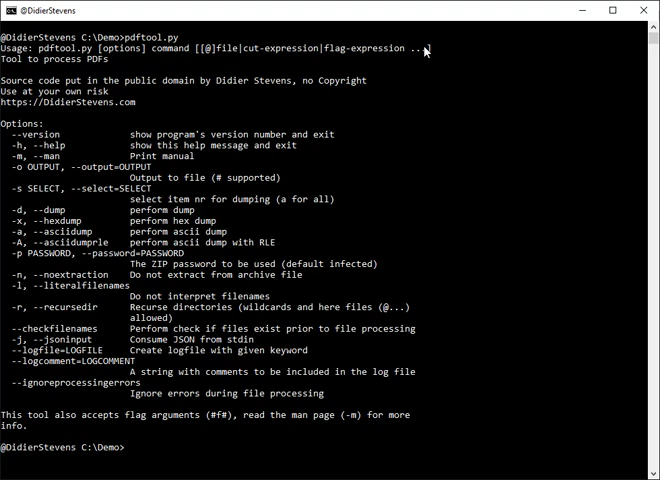 @DidierStevens
@DidierStevens C:\Demo>pdftool.py
Usage: pdftool.py [options] command [[@]file|cut-expression|flag-expression ...]
Tool to process PDFs
Source code put in the public domain by Didier Stevens, no Copyright
Use at your own risk
https://DidierStevens.com
Options:
--version show program's version number and exit
-h, --help show this help message and exit
-m, --man Print manual
-o OUTPUT, --output=OUTPUT
Output to file (# supported)
-s SELECT, --select=SELECT
select item nr for dumping (a for all)
-d, --dump perform dump
-x, --hexdump perform hex dump
-a, --asciidump perform ascii dump
-A, --asciidumprle perform ascii dump with RLE
-p PASSWORD, --password=PASSWORD
The ZIP password to be used (default infected)
-n, --noextraction Do not extract from archive file
-l, --literalfilenames
Do not interpret filenames
-r, --recursedir Recurse directories (wildcards and here files (@...)
allowed)
--checkfilenames Perform check if files exist prior to file processing
-j, --jsoninput Consume JSON from stdin
--logfile=LOGFILE Create logfile with given keyword
--logcomment=LOGCOMMENT
A string with comments to be included in the log file
--ignoreprocessingerrors
Ignore errors during file processing
This tool also accepts flag arguments (#f#), read the man page (-m) for more
info.
@DidierStevens C:\Demo>